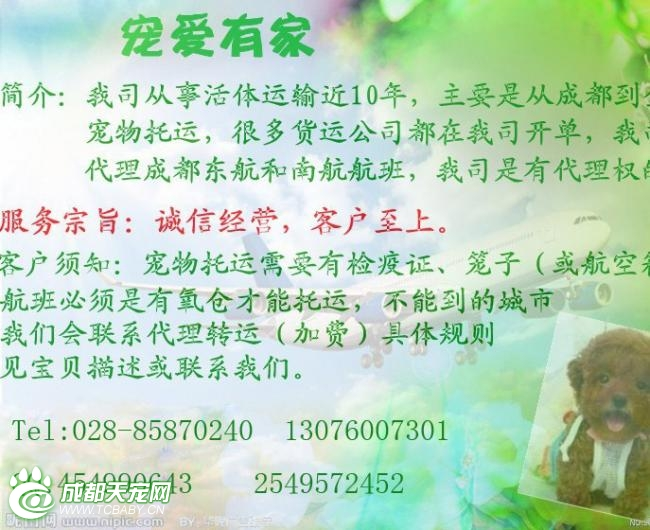 宠爱有家
简介：我司从事活体运输近10年，主要是从成都到
宠物托运，很多货运公司都在我司开单，我
代理成都东航和南航航班，我司是有代理权的
服务宗旨：诚信经营，客户至上。
客户须知：宠物托运需要有检疫证、笼子（或航空箱
航班必须是有氧仓才能托运，不能到的城市
我们会联系代理转运（加费）具体规则
见宝贝描述或联系我们。
Tel:028-85870240 13076007301
2549572452
成都天宠网
WWW.TCBABY.CN
www.nipic.com